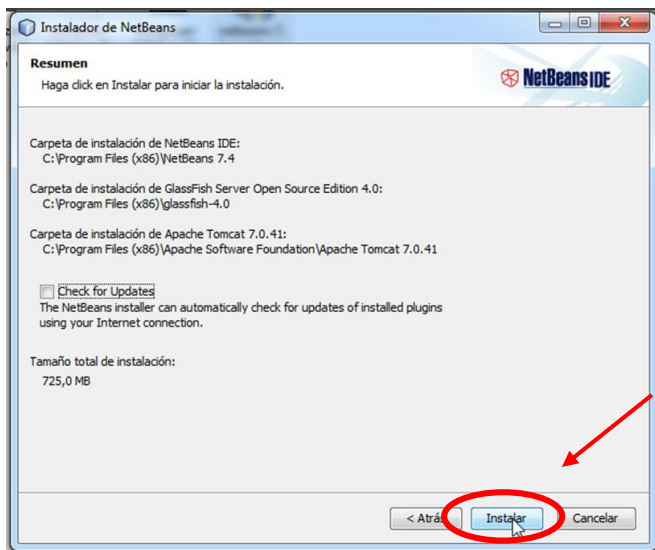 Instalador de NetBeans
Resumen
Haga click en Instalar para iniciar la instalación.
NetBeans IDE
Carpeta de instalación de NetBeans IDE:
C:\Program Files (x86)\NetBeans 7.4
Carpeta de instalación de GlassFish Server Open Source Edition 4.0:
C:\Program Files (x86)\glassfish-4.0
Carpeta de instalación de Apache Tomcat 7.0.41:
C:\Program Files (x86)\Apache Software Foundation\Apache Tomcat 7.0.41
Check for Updates
The NetBeans installer can automatically check for updates of installed plugins
using your Internet connection.
Tamaño total de instalación:
725,0 MB
< Atrás Instalar Cancelar